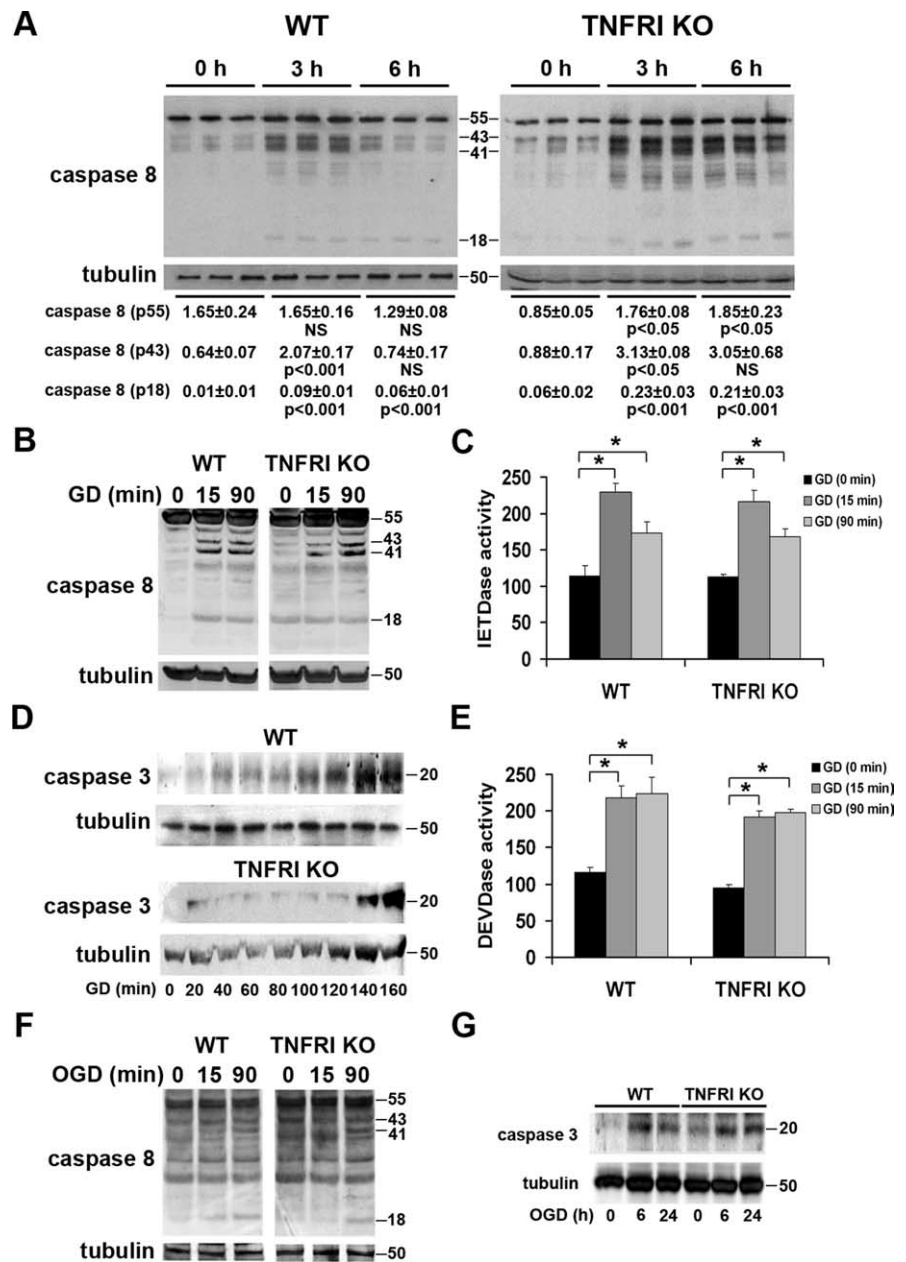 A
WT TNFRI KO
0 h 3 h 6 h 0 h 3 h 6 h
caspase 8
55
43
41
18
tubulin 50
caspase 8 (p55) 1.65±0.24 1.65±0.16 1.29±0.08 0.85±0.05 1.76±0.08 1.85±0.23
NS NS p<0.05 p<0.05
caspase 8 (p43) 0.64±0.07 2.07±0.17 0.74±0.17 0.88±0.17 3.13±0.08 3.05±0.68
p<0.001 NS p<0.05 NS
caspase 8 (p18) 0.01±0.01 0.09±0.01 0.06±0.01 0.06±0.02 0.23±0.03 0.21±0.03
p<0.001 p<0.001 p<0.001 p<0.001
B
WT TNFRI KO
GD (min) 0 15 90 0 15 90
caspase 8
55
43
41
18
tubulin 50
C
IETDase activity
250
200
150
100
50
0
* * * *
WT TNFRI KO
GD (0 min)
GD (15 min)
GD (90 min)
D
WT
caspase 3 20
tubulin 50
TNFRI KO
caspase 3 20
tubulin 50
GD (min) 0 20 40 60 80 100 120 140 160
E
DEVDase activity
250
200
150
100
50
0
* * * *
WT TNFRI KO
GD (0 min)
GD (15 min)
GD (90 min)
F
WT TNFRI KO
OGD (min) 0 15 90 0 15 90
caspase 8
55
43
41
18
tubulin 50
G
WT TNFRI KO
caspase 3 20
tubulin 50
OGD (h) 0 6 24 0 6 24